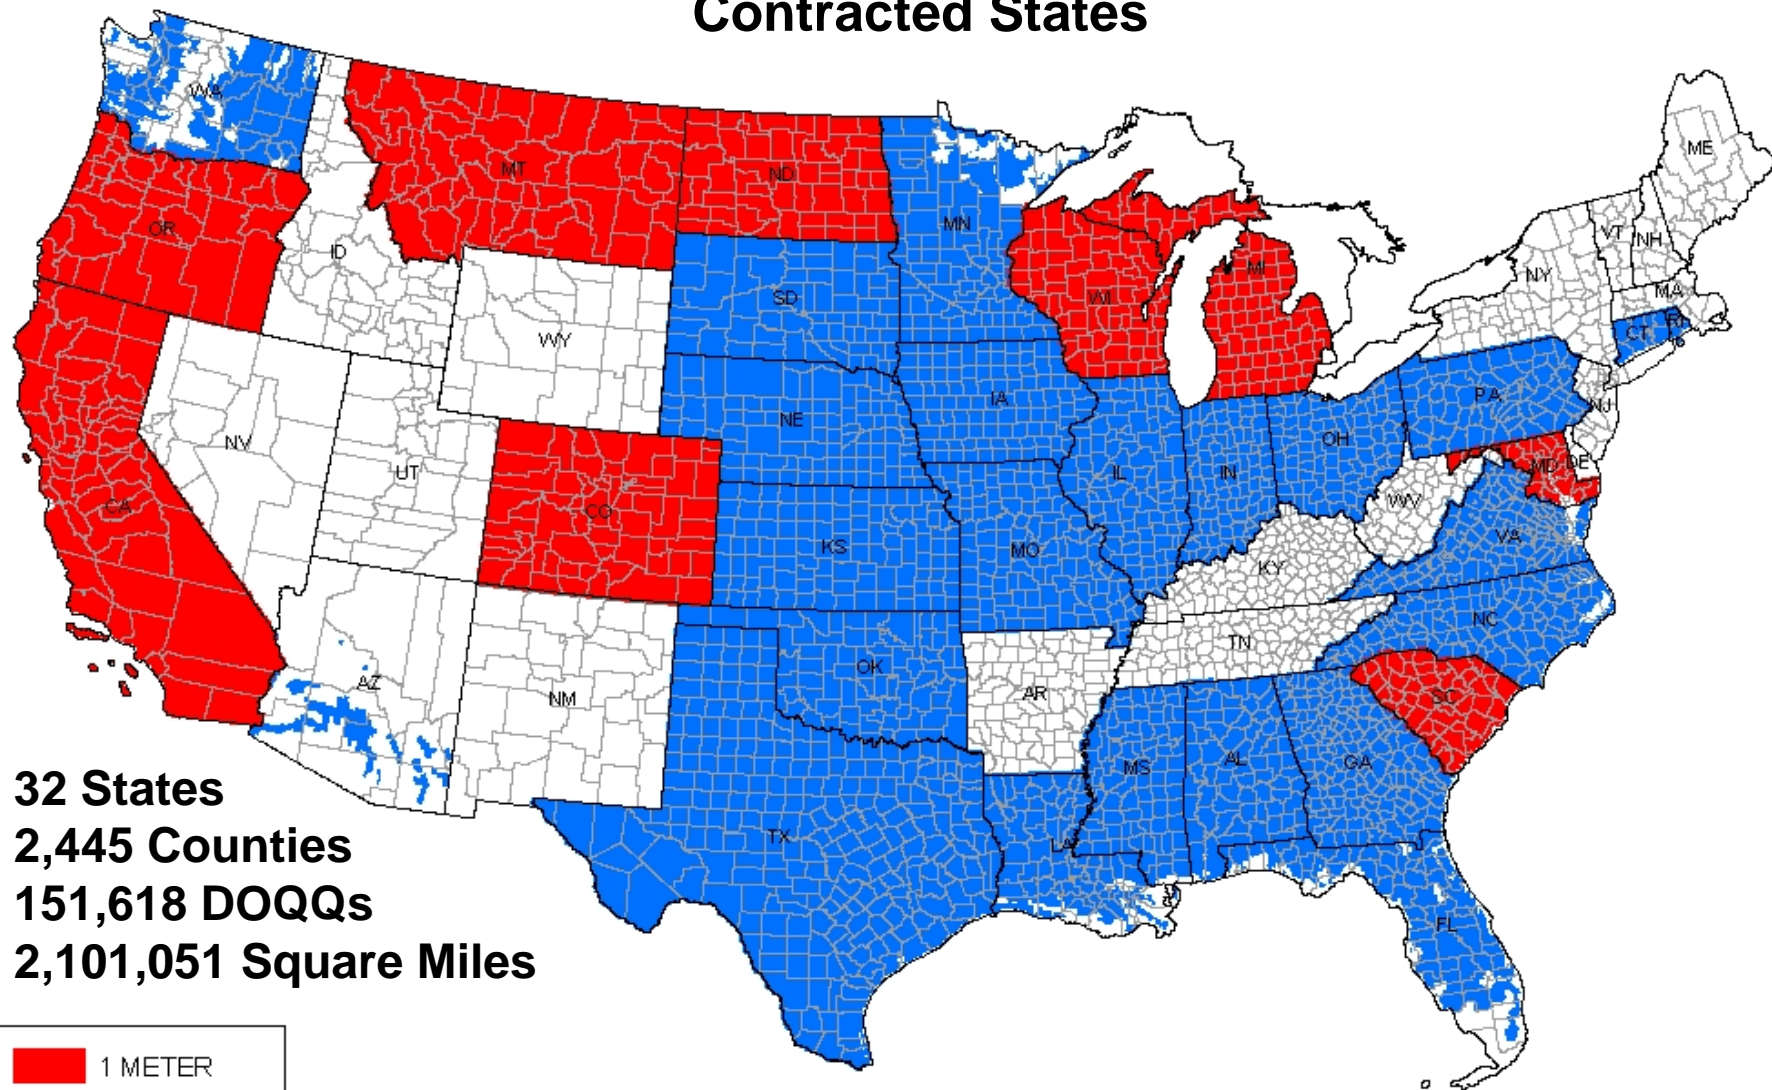 Contracted States
WA
MT
ND
ME
OR
ID
MN
VT
NH
NY
WI
MI
MA
SD
WY
CT
RI
IA
NE
PA
NJ
NV
UT
IL
IN
OH
MD
DE
CA
CO
WV
KS
MO
VA
KY
NC
TN
AZ
NM
OK
AR
SC
MS
AL
GA
TX
LA
FL
32 States
2,445 Counties
151,618 DOQQs
2,101,051 Square Miles
1 METER